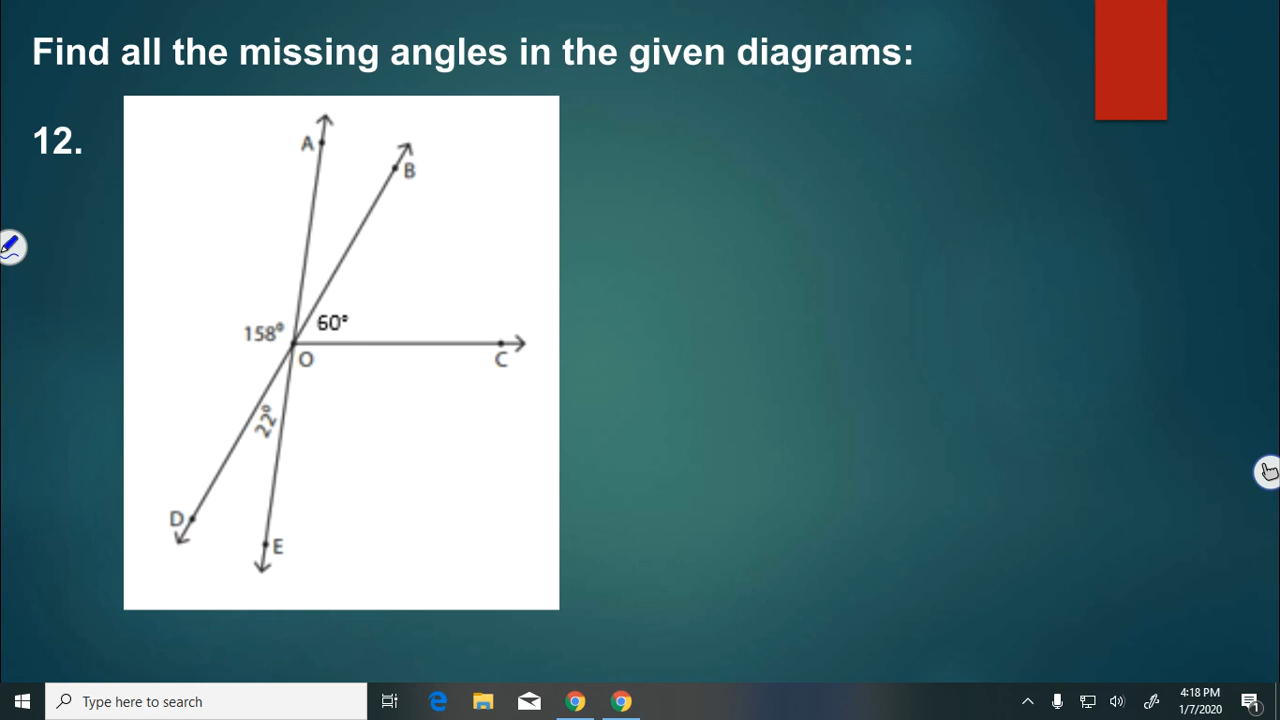 Find all the missing angles in the given diagrams:
12.
A
B
158°
60°
O
C
22°
D
E
Type here to search
4:18 PM
1/7/2020
1